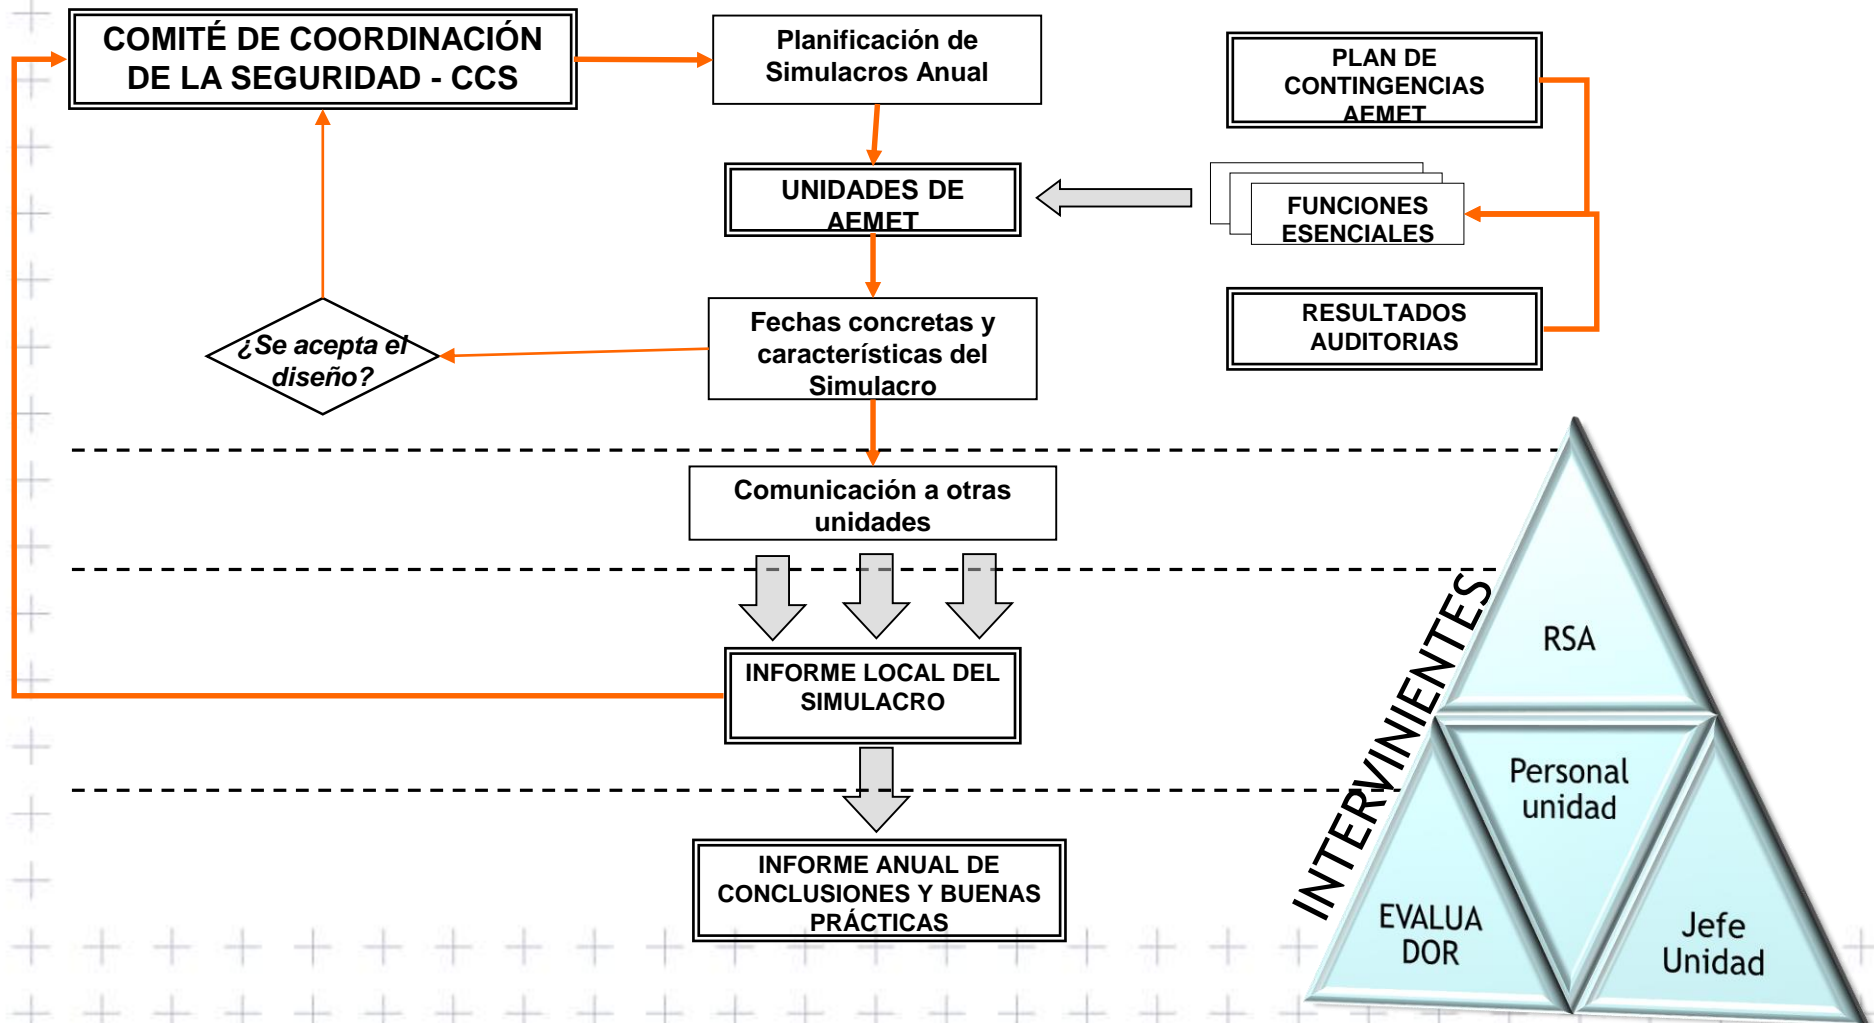 COMITÉ DE COORDINACIÓN
DE LA SEGURIDAD - CCS
Planificación de
Simulacros Anual
PLAN DE
CONTINGENCIAS
AEMET
UNIDADES DE
AEMET
FUNCIONES
ESENCIALES
¿Se acepta el
diseño?
Fechas concretas y
características del
Simulacro
RESULTADOS
AUDITORIAS
Comunicación a otras
unidades
INFORME LOCAL DEL
SIMULACRO
INFORME ANUAL DE
CONCLUSIONES Y BUENAS
PRÁCTICAS
INTERVINIENTES
RSA
Personal
unidad
EVALUA
DOR
Jefe
Unidad